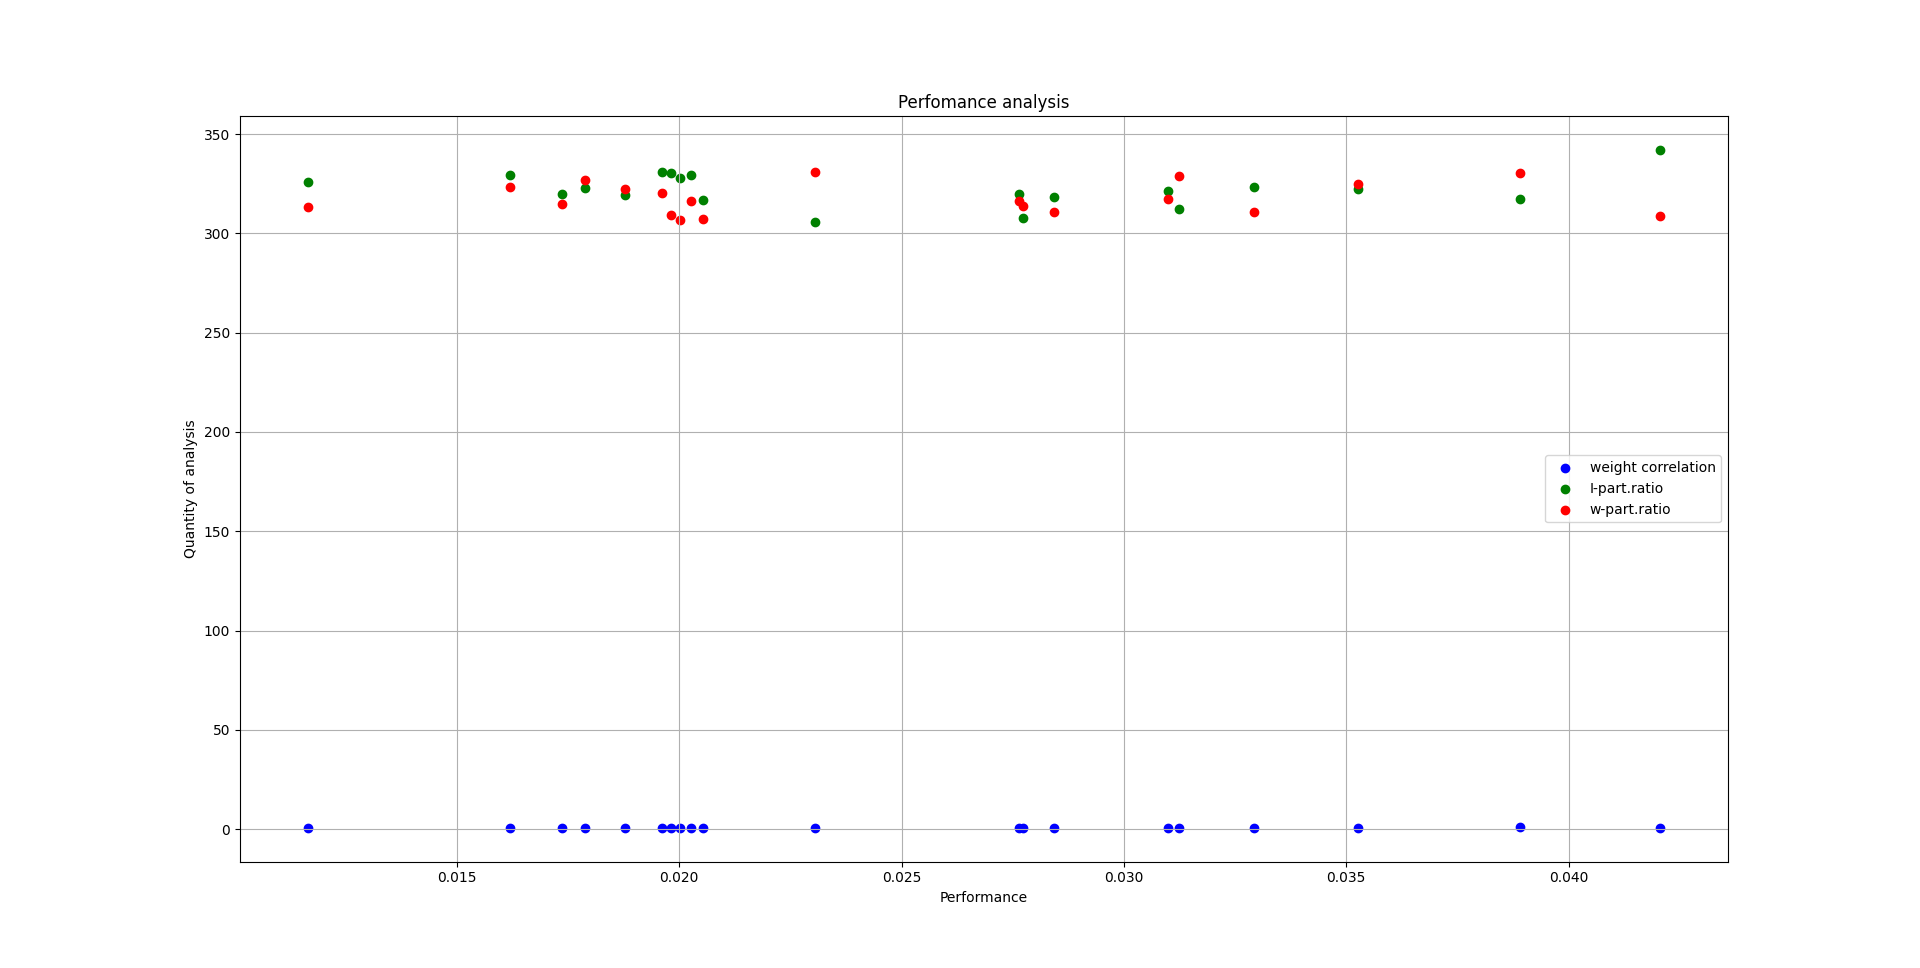 Perfomance analysis
350
300
250
200
150
100
50
0
Quantity of analysis
weight correlation
I-part.ratio
w-part.ratio
0.015 0.020 0.025 0.030 0.035 0.040
Performance